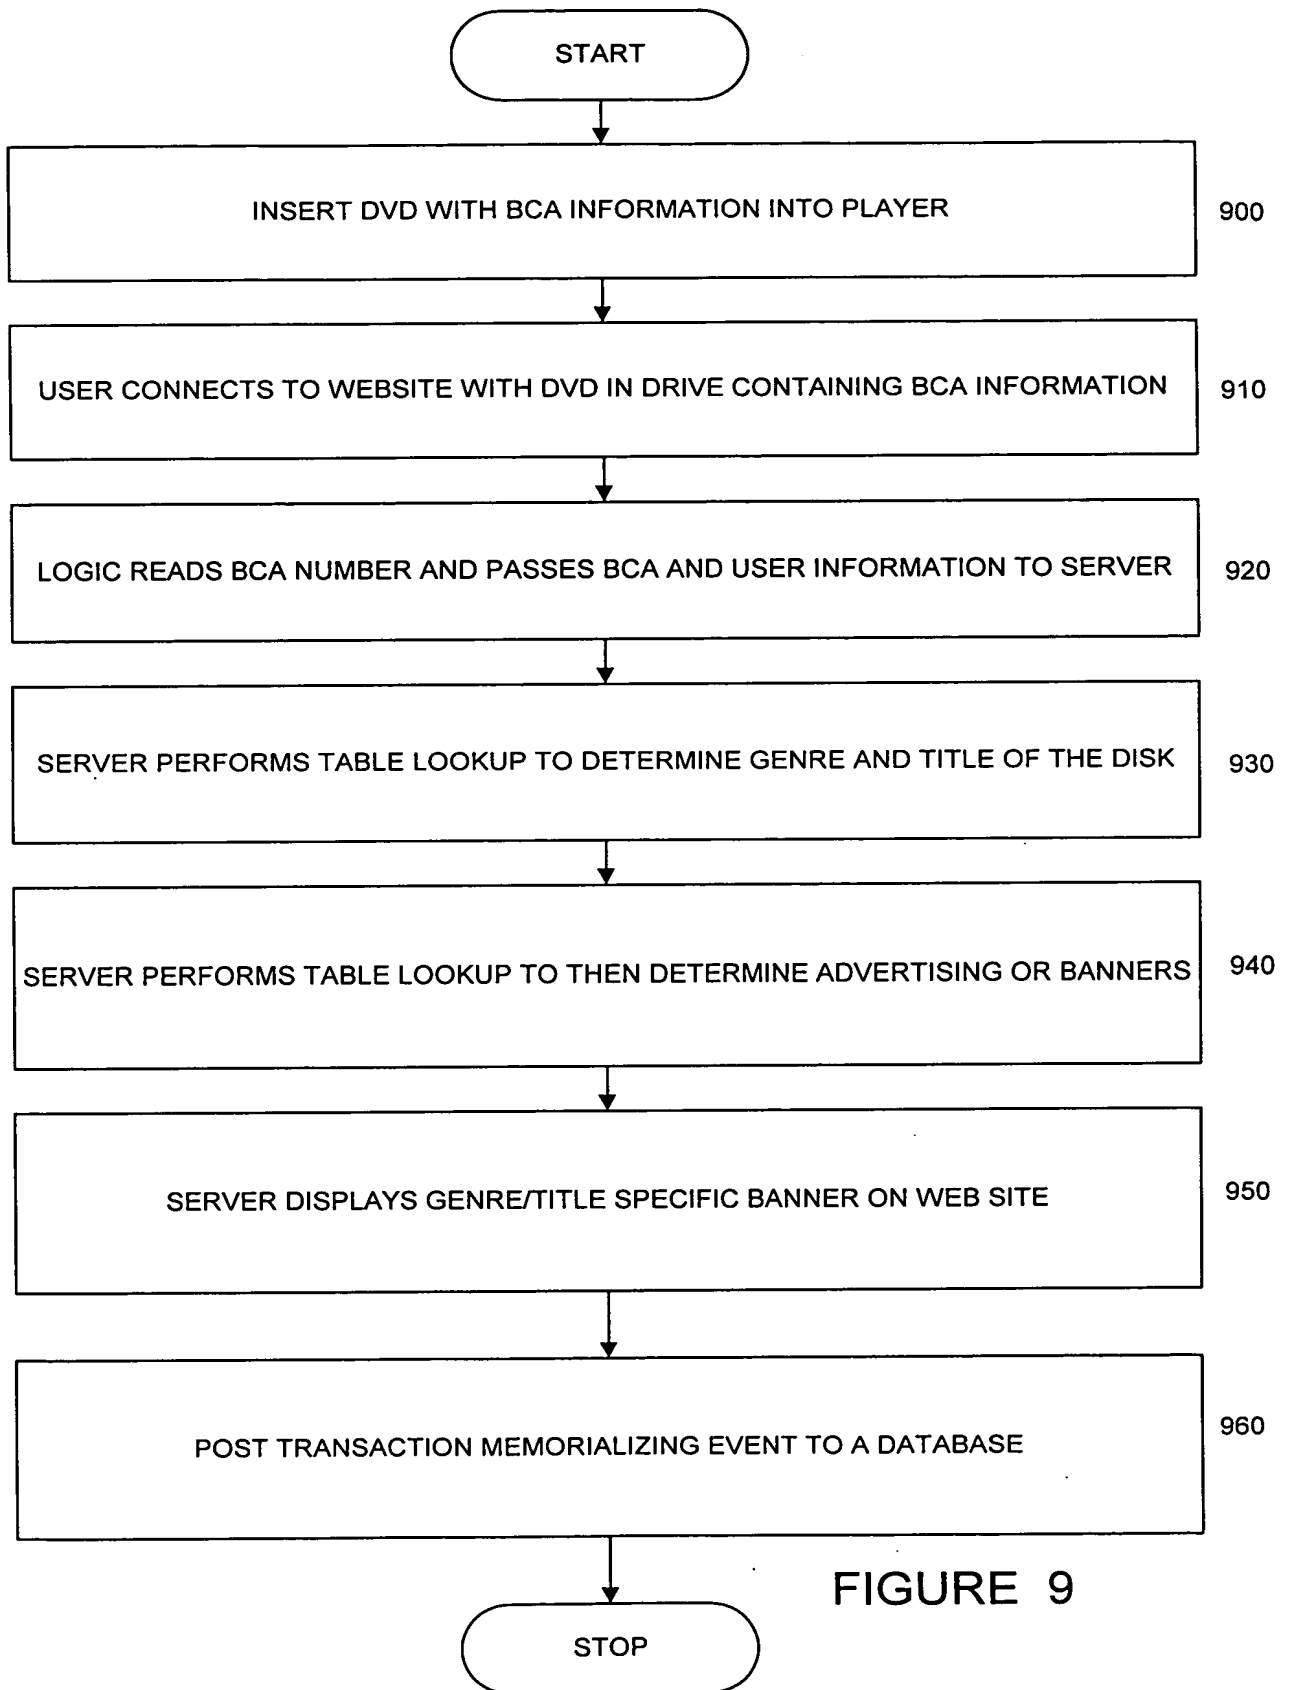 START
INSERT DVD WITH BCA INFORMATION INTO PLAYER
900
USER CONNECTS TO WEBSITE WITH DVD IN DRIVE CONTAINING BCA INFORMATION
910
LOGIC READS BCA NUMBER AND PASSES BCA AND USER INFORMATION TO SERVER
920
SERVER PERFORMS TABLE LOOKUP TO DETERMINE GENRE AND TITLE OF THE DISK
930
SERVER PERFORMS TABLE LOOKUP TO THEN DETERMINE ADVERTISING OR BANNERS
940
SERVER DISPLAYS GENRE/TITLE SPECIFIC BANNER ON WEB SITE
950
POST TRANSACTION MEMORIALIZING EVENT TO A DATABASE
960
FIGURE 9
STOP